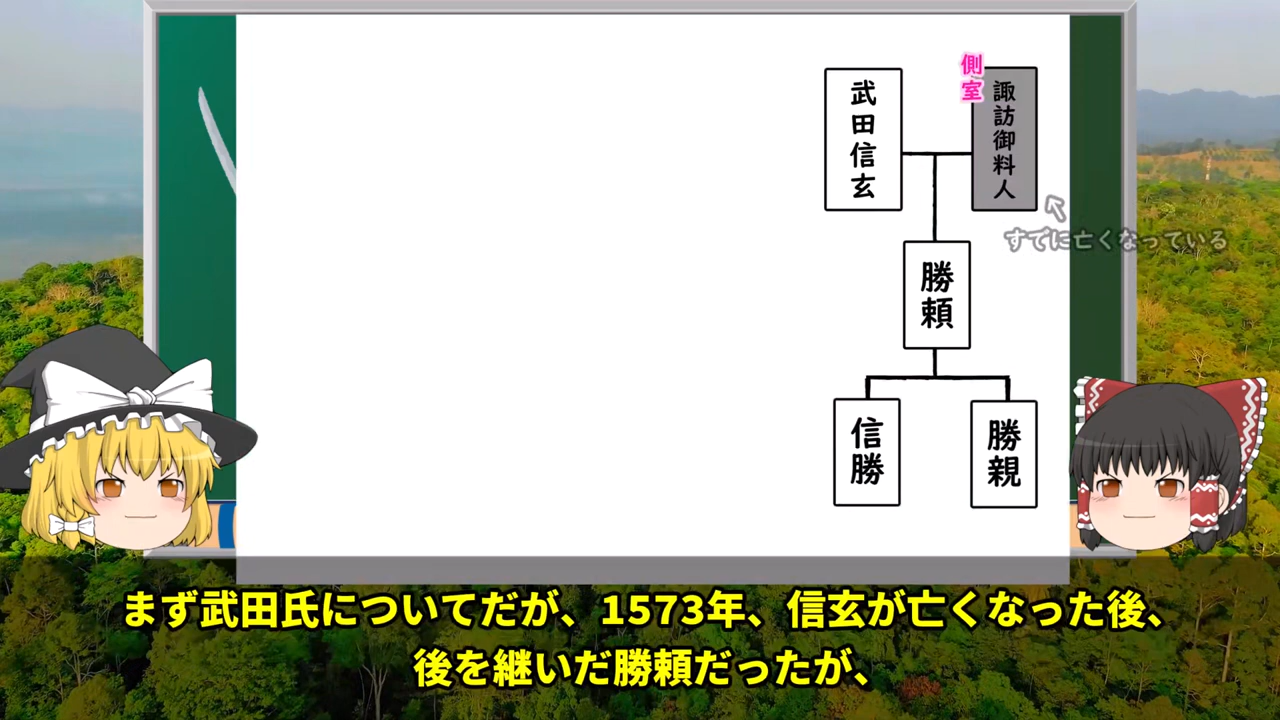 側室
諏訪御料人
武田信玄
すでに亡くなっている
勝頼
勝親
信勝
まず武田氏についてだが、1573年、信玄が亡くなった後、
後を継いだ勝頼だったが、